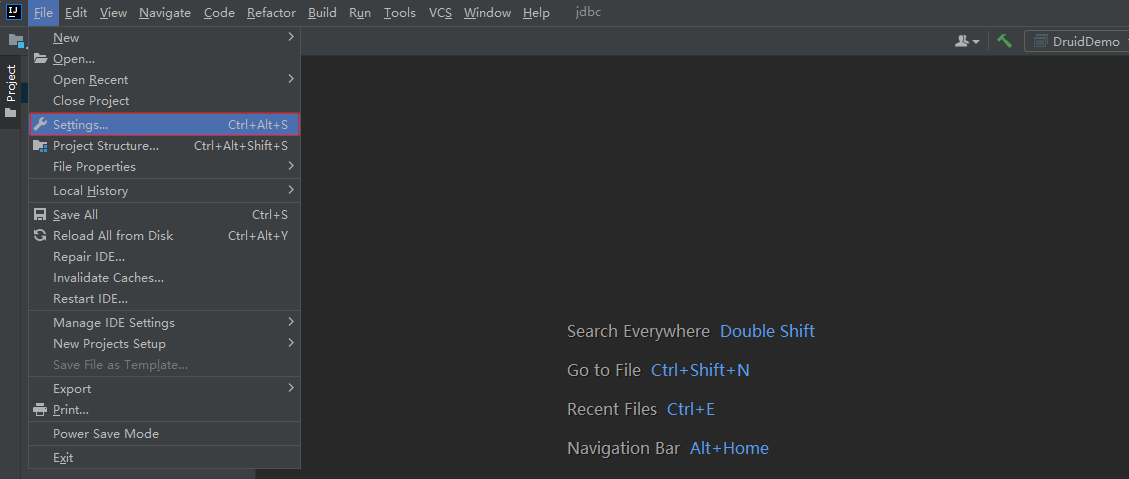 IJ File Edit View Navigate Code Refactor Build Run Tools VCS Window Help jdbc
DruidDemo
Project
New
Open...
Open Recent
Close Project
Settings... Ctrl+Alt+S
Project Structure... Ctrl+Alt+Shift+S
File Properties
Local History
Save All Ctrl+S
Reload All from Disk Ctrl+Alt+Y
Repair IDE...
Invalidate Caches...
Restart IDE...
Manage IDE Settings
New Projects Setup
Save File as Template...
Export
Print...
Power Save Mode
Exit
Search Everywhere Double Shift
Go to File Ctrl+Shift+N
Recent Files Ctrl+E
Navigation Bar Alt+Home